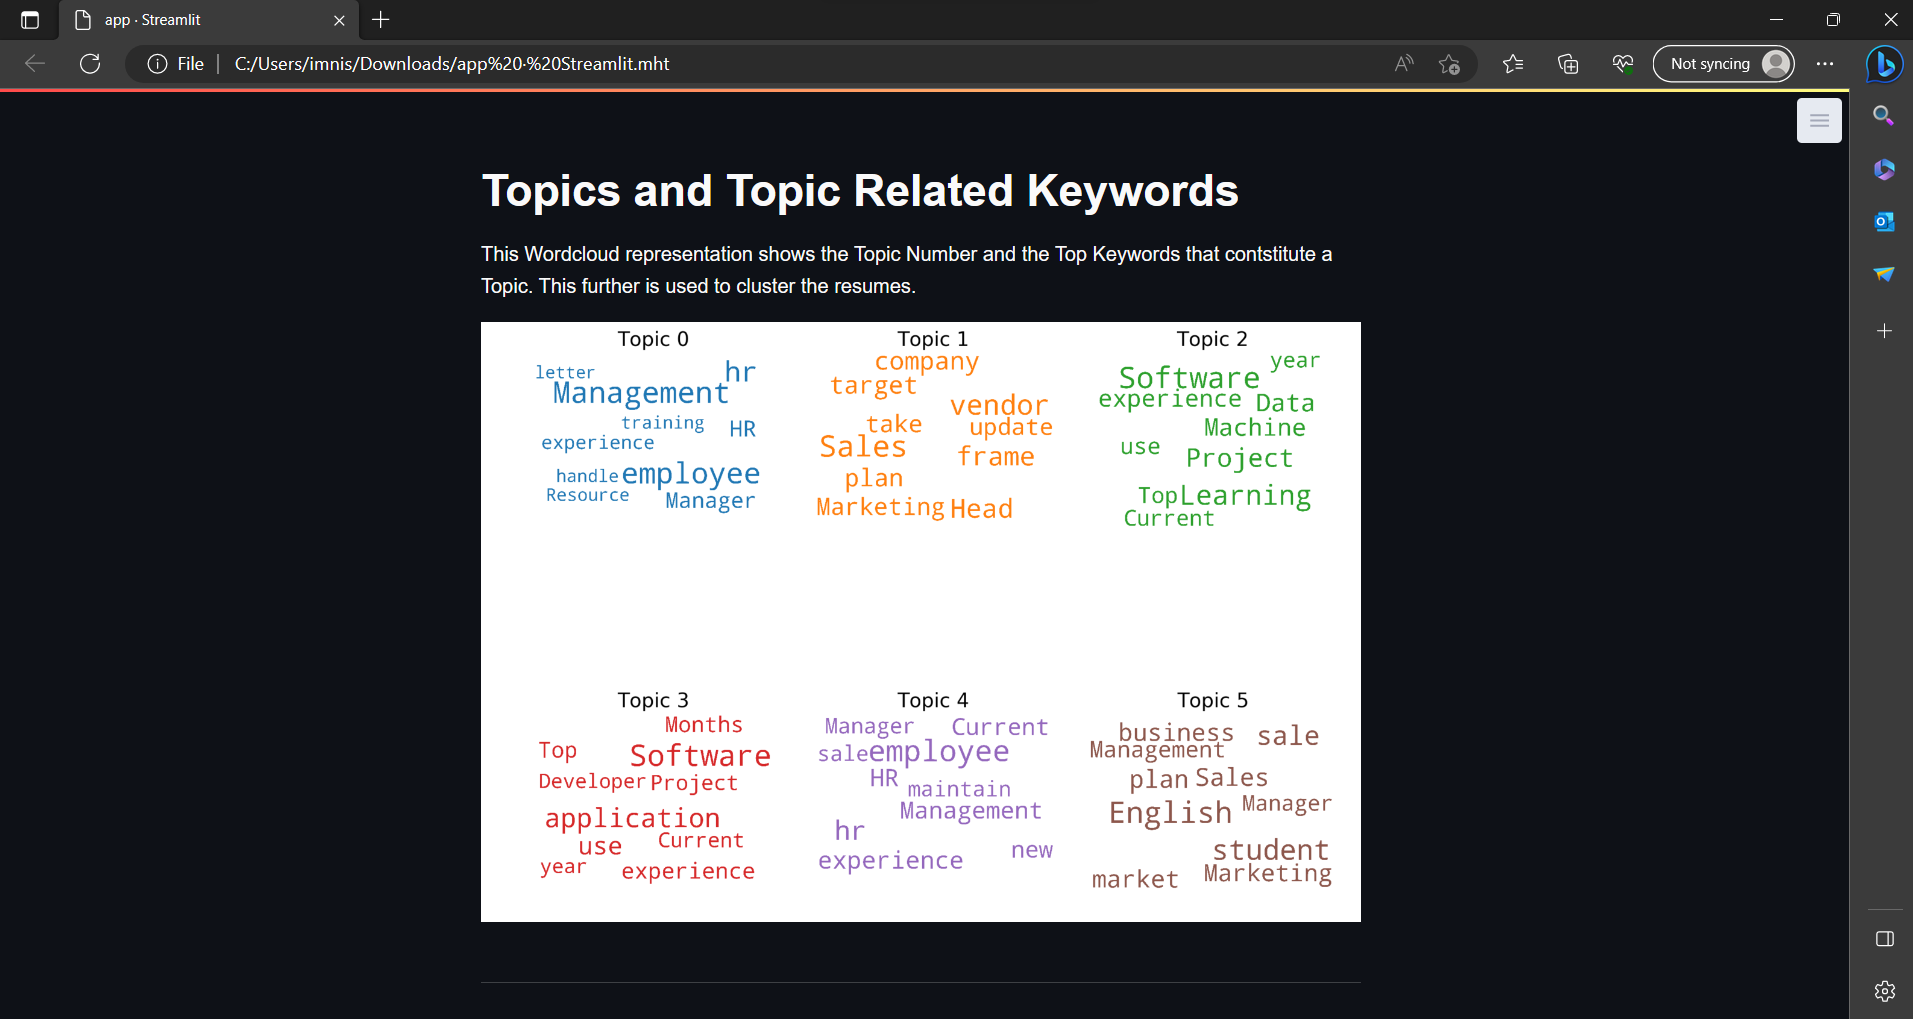 app · Streamlit
File
C:/Users/imnis/Downloads/app%20·%20Streamlit.mht
Not syncing
Topics and Topic Related Keywords
This Wordcloud representation shows the Topic Number and the Top Keywords that contstitute a
Topic. This further is used to cluster the resumes.
Topic 0
letter hr
Management
training HR
experience
handle employee
Resource Manager
Topic 1
company
target
vendor
take update
Sales frame
plan
Marketing Head
Topic 2
year
Software
experience Data
Machine
use Project
Top Learning
Current
Topic 3
Months
Top Software
Developer Project
application
use Current
year experience
Topic 4
Manager Current
sale employee
HR maintain
Management
hr
experience new
Topic 5
business sale
Management
plan Sales
English Manager
student
market Marketing